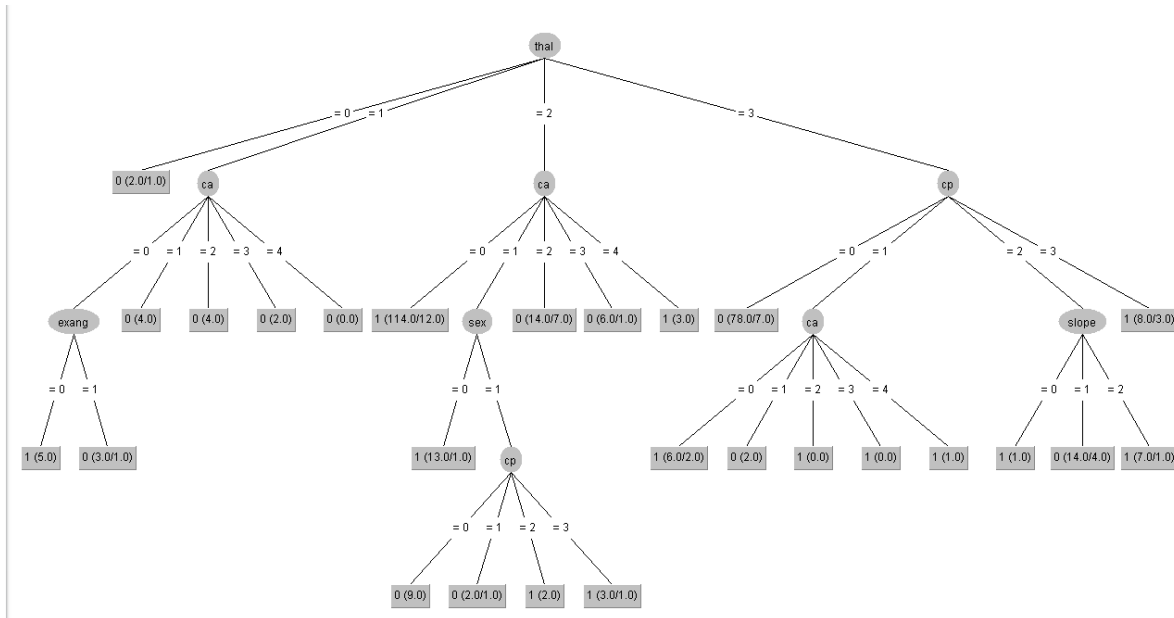 thal
= 0 = 1 = 2 = 3
0 (2.0/1.0) ca ca cp
= 0 = 1 = 2 = 3 = 4 = 0 = 1 = 2 = 3 = 4 = 0 = 1 = 2 = 3
exang 0 (4.0) 0 (4.0) 0 (2.0) 0 (0.0) 1 (114.0/12.0) sex 0 (14.0/7.0) 0 (6.0/1.0) 1 (3.0) 0 (78.0/7.0) ca slope 1 (8.0/3.0)
= 0 = 1 = 0 = 1 = 0 = 1 = 2 = 3 = 4 = 0 = 1 = 2
1 (5.0) 0 (3.0/1.0) 1 (13.0/1.0) cp 1 (6.0/2.0) 0 (2.0) 1 (0.0) 1 (0.0) 1 (1.0) 1 (1.0) 0 (14.0/4.0) 1 (7.0/1.0)
= 0 = 1 = 2 = 3
0 (9.0) 0 (2.0/1.0) 1 (2.0) 1 (3.0/1.0)